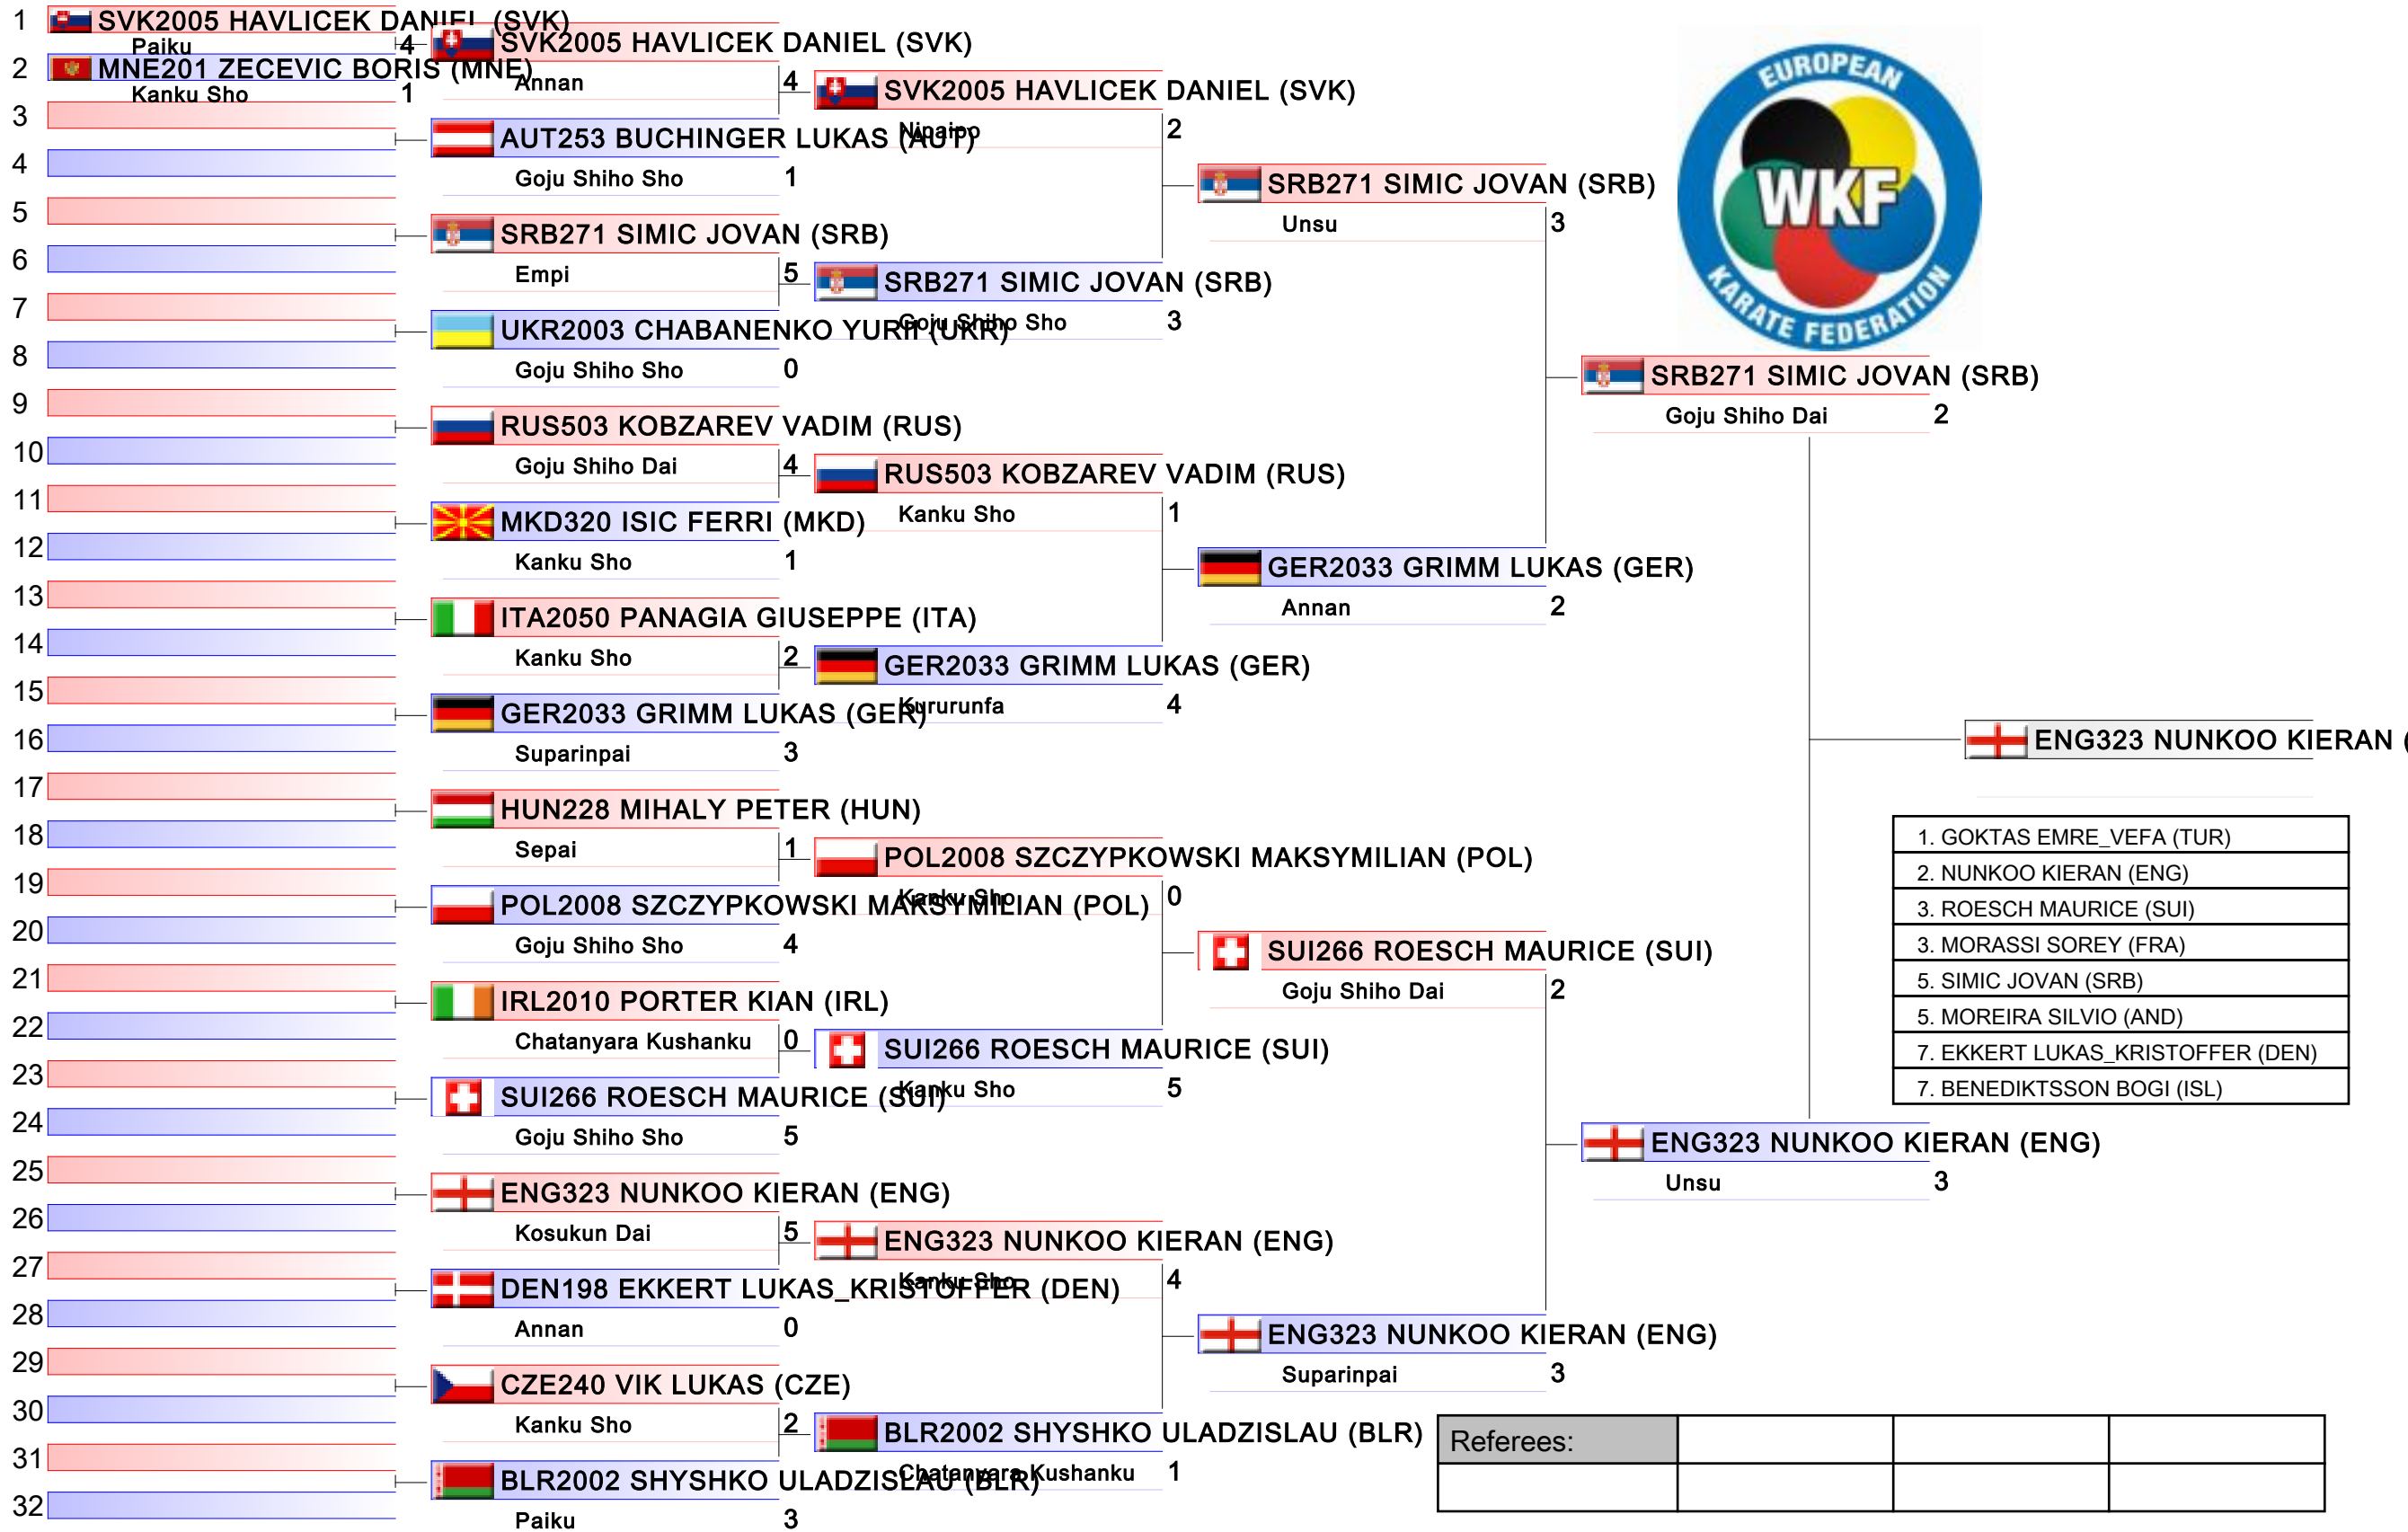 1
SVK2005 HAVLICEK DANIEL (SVK)
Paiku
4
2
MNE201 ZECEVIC BORIS (MNE)
Kanku Sho
1
3
4
5
6
7
8
9
10
11
12
13
14
15
16
17
18
19
20
21
22
23
24
25
26
27
28
29
30
31
32
SVK2005 HAVLICEK DANIEL (SVK)
Annan
4
AUT253 BUCHINGER LUKAS (AUT)
Goju Shiho Sho
1
SRB271 SIMIC JOVAN (SRB)
Empi
5
UKR2003 CHABANENKO YURII (UKR)
Goju Shiho Sho
0
RUS503 KOBZAREV VADIM (RUS)
Goju Shiho Dai
4
MKD320 ISIC FERRI (MKD)
Kanku Sho
1
ITA2050 PANAGIA GIUSEPPE (ITA)
Kanku Sho
2
GER2033 GRIMM LUKAS (GER)
Suparinpai
3
HUN228 MIHALY PETER (HUN)
Sepai
1
POL2008 SZCZYPKOWSKI MAKSYMILIAN (POL)
Goju Shiho Sho
4
IRL2010 PORTER KIAN (IRL)
Chatanyara Kushanku
0
SUI266 ROESCH MAURICE (SUI)
Goju Shiho Sho
5
ENG323 NUNKOO KIERAN (ENG)
Kosukun Dai
5
DEN198 EKKERT LUKAS_KRISTOFFER (DEN)
Annan
0
CZE240 VIK LUKAS (CZE)
Kanku Sho
2
BLR2002 SHYSHKO ULADZISLAU (BLR)
Paiku
3
SVK2005 HAVLICEK DANIEL (SVK)
Nipaipo
2
SRB271 SIMIC JOVAN (SRB)
Goju Shiho Sho
3
RUS503 KOBZAREV VADIM (RUS)
Kanku Sho
1
GER2033 GRIMM LUKAS (GER)
Kururunfa
4
POL2008 SZCZYPKOWSKI MAKSYMILIAN (POL)
Kanku Sho
0
SUI266 ROESCH MAURICE (SUI)
Kanku Sho
5
ENG323 NUNKOO KIERAN (ENG)
Kanku Sho
4
BLR2002 SHYSHKO ULADZISLAU (BLR)
Chatanyara Kushanku
1
SRB271 SIMIC JOVAN (SRB)
Unsu
3
GER2033 GRIMM LUKAS (GER)
Annan
2
SUI266 ROESCH MAURICE (SUI)
Goju Shiho Dai
2
ENG323 NUNKOO KIERAN (ENG)
Suparinpai
3
EUROPEAN
WKF
KARATE FEDERATION
SRB271 SIMIC JOVAN (SRB)
Goju Shiho Dai
2
ENG323 NUNKOO KIERAN (ENG)
Unsu
3
ENG323 NUNKOO KIERAN (
1. GOKTAS EMRE_VEFA (TUR)
2. NUNKOO KIERAN (ENG)
3. ROESCH MAURICE (SUI)
3. MORASSI SOREY (FRA)
5. SIMIC JOVAN (SRB)
5. MOREIRA SILVIO (AND)
7. EKKERT LUKAS_KRISTOFFER (DEN)
7. BENEDIKTSSON BOGI (ISL)
Referees: